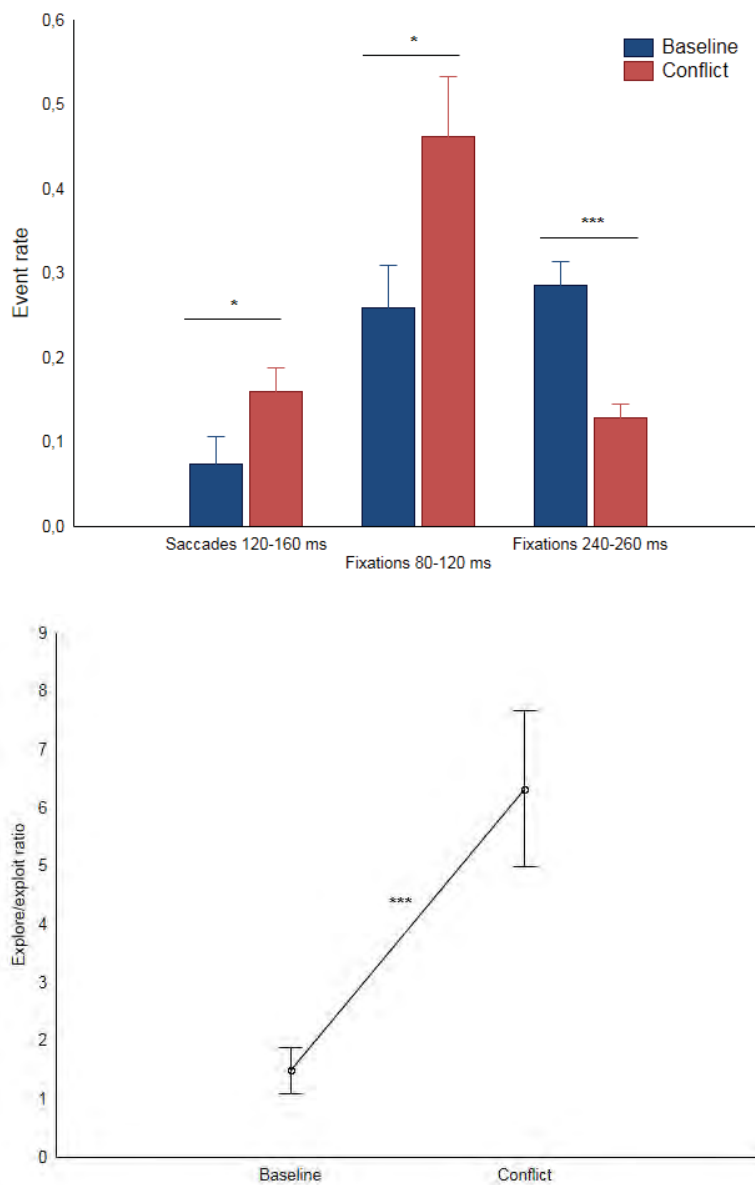 0,6
0,5
0,4
0,3
0,2
0,1
0,0
Event rate
Baseline
Conflict
*
*
***
Saccades 120-160 ms
Fixations 80-120 ms
Fixations 240-260 ms
9
8
7
6
5
4
3
2
1
0
Explore/exploit ratio
***
Baseline
Conflict